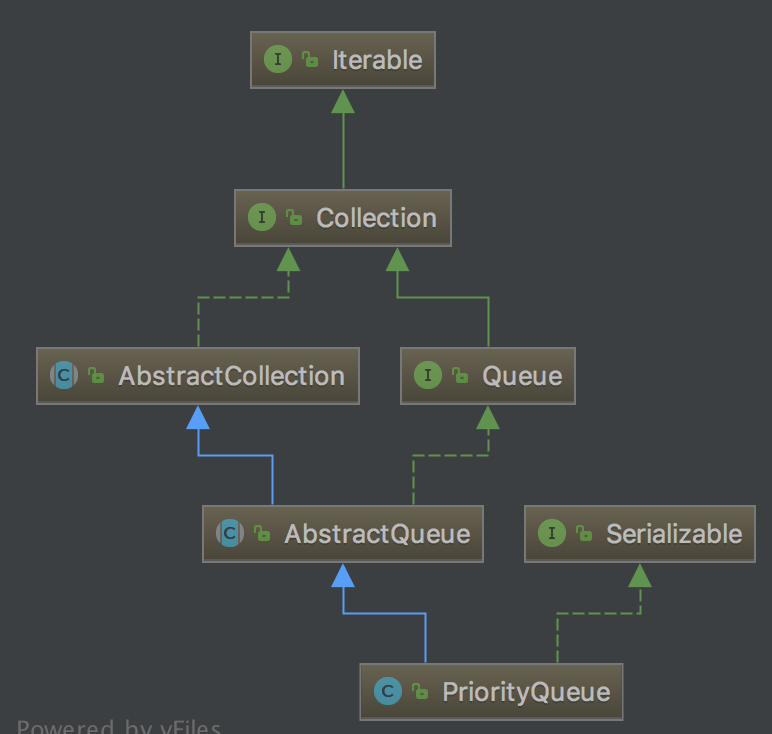 I Iterable
I Collection
C AbstractCollection
I Queue
C AbstractQueue
I Serializable
C PriorityQueue
Powered by yFiles